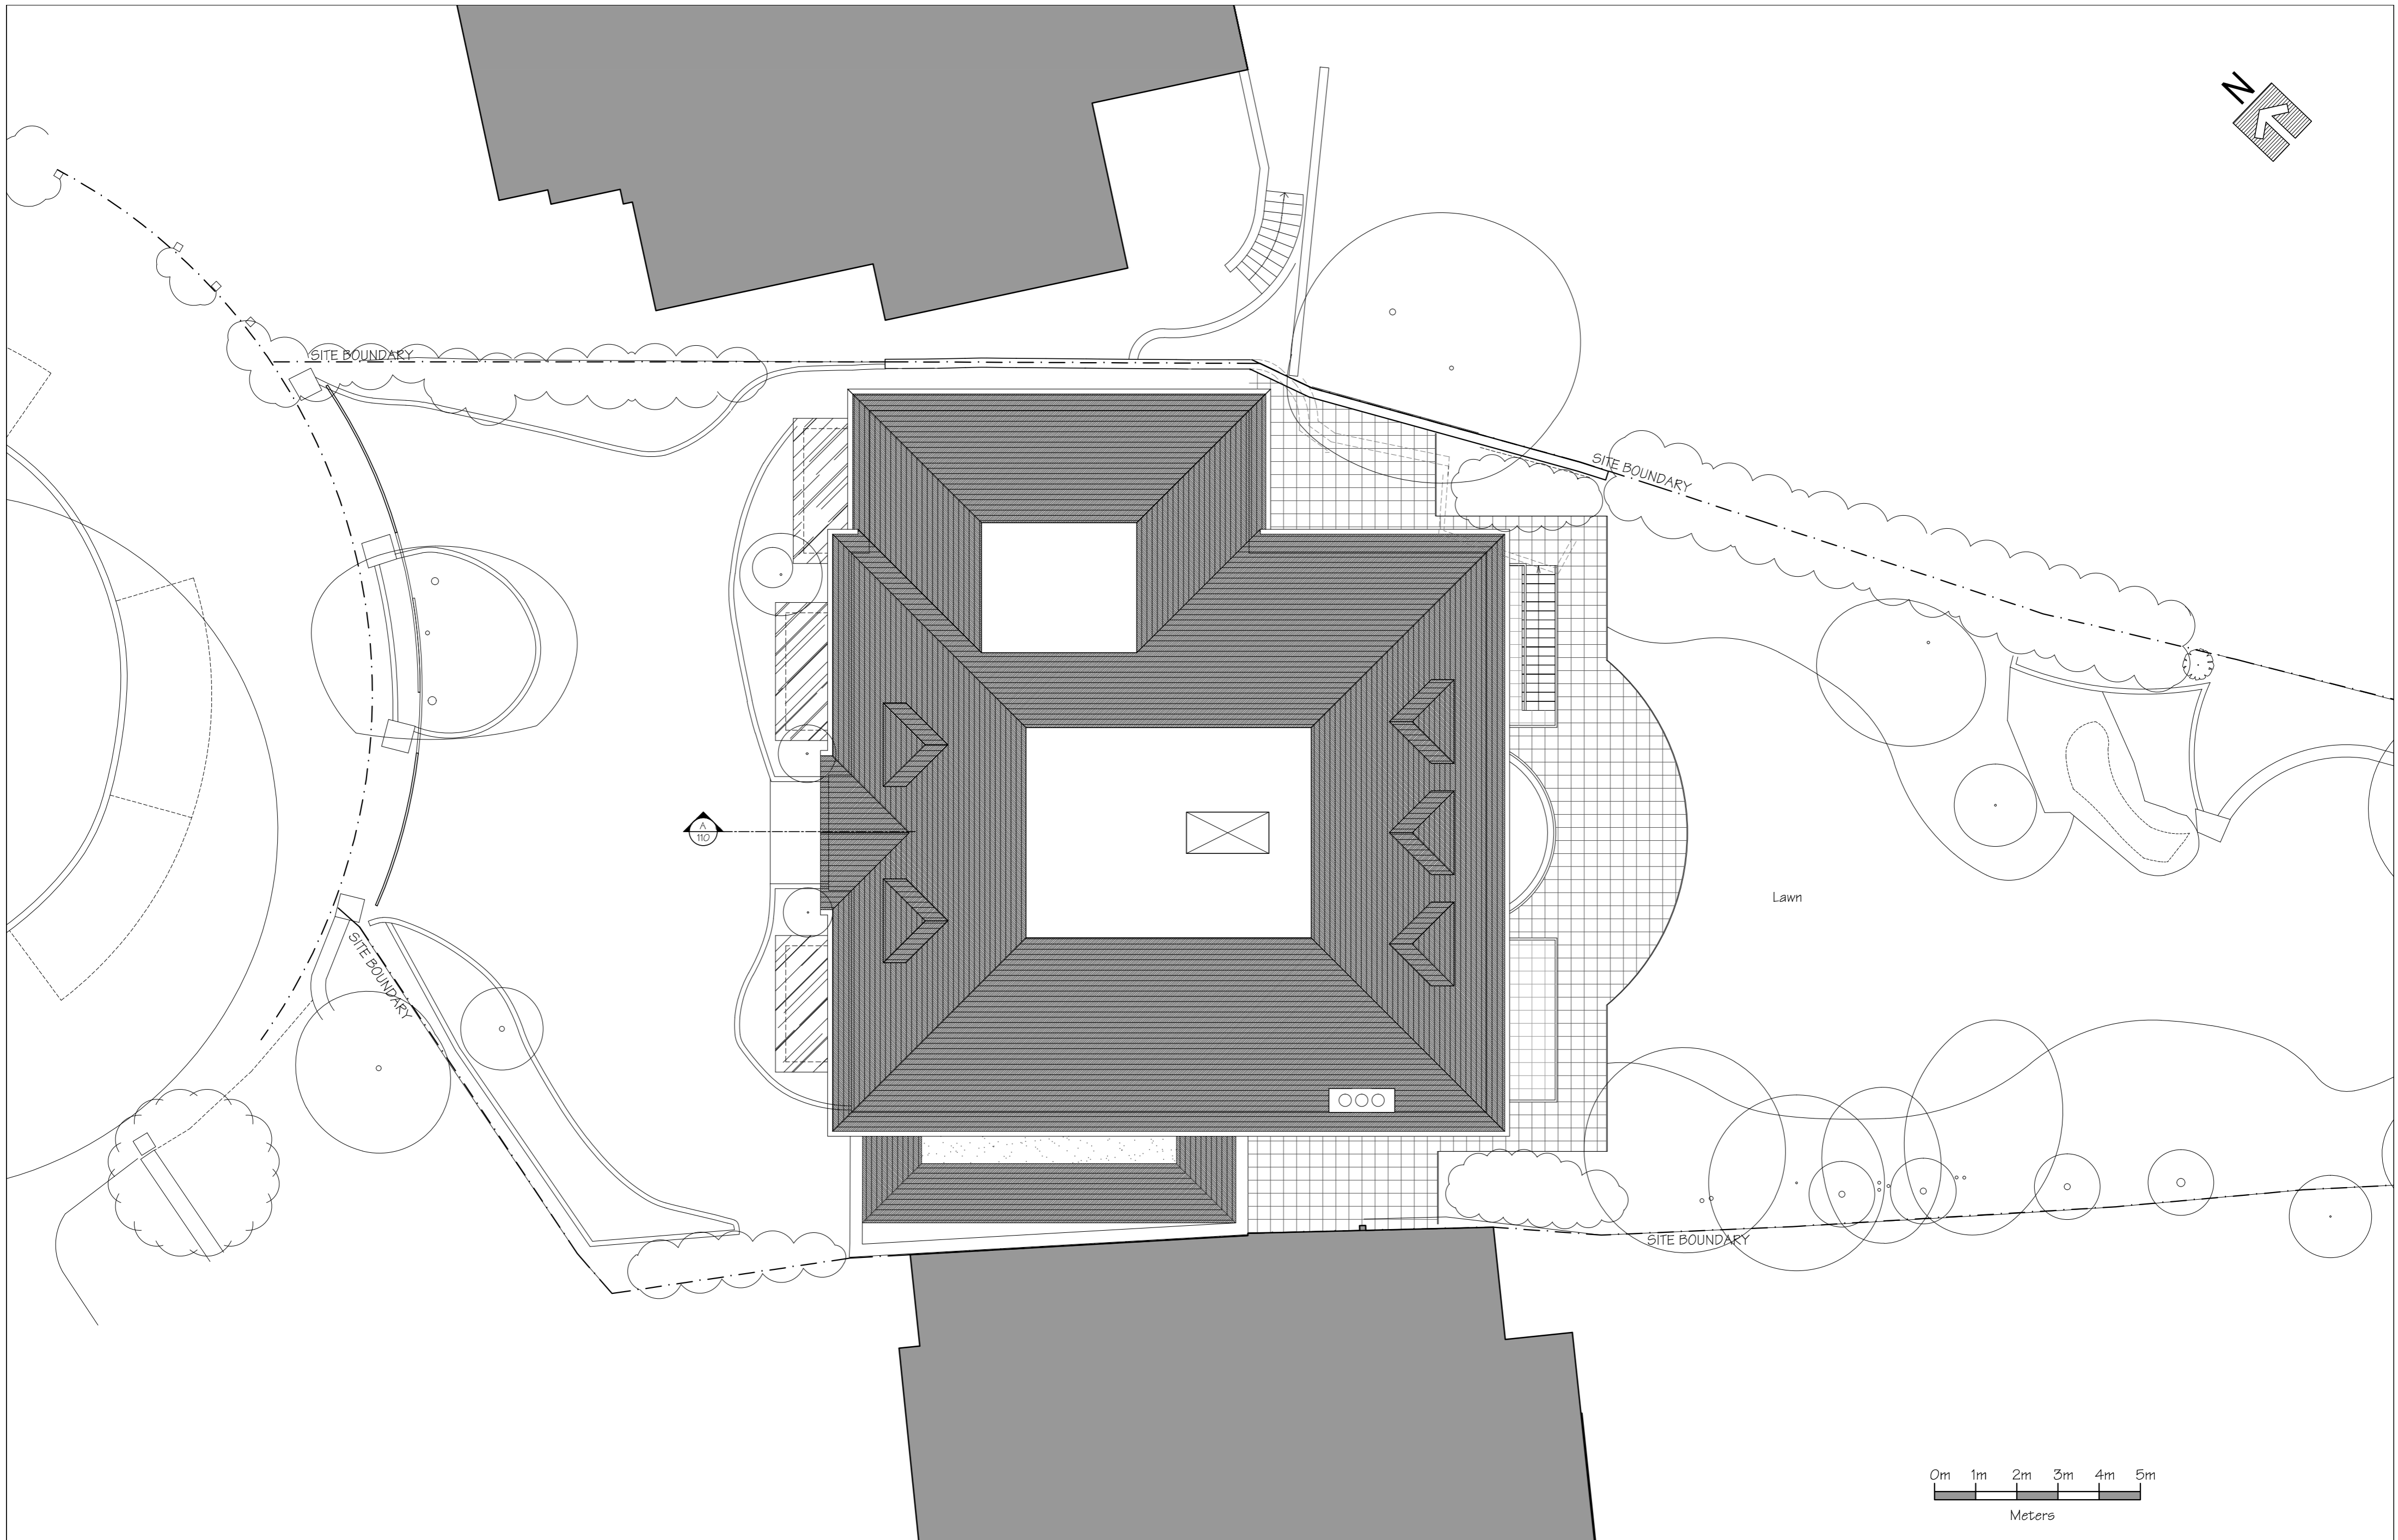 N
SITE BOUNDARY
SITE BOUNDARY
A
110
Lawn
SITE BOUNDARY
SITE BOUNDARY
0m 1m 2m 3m 4m 5m
Meters